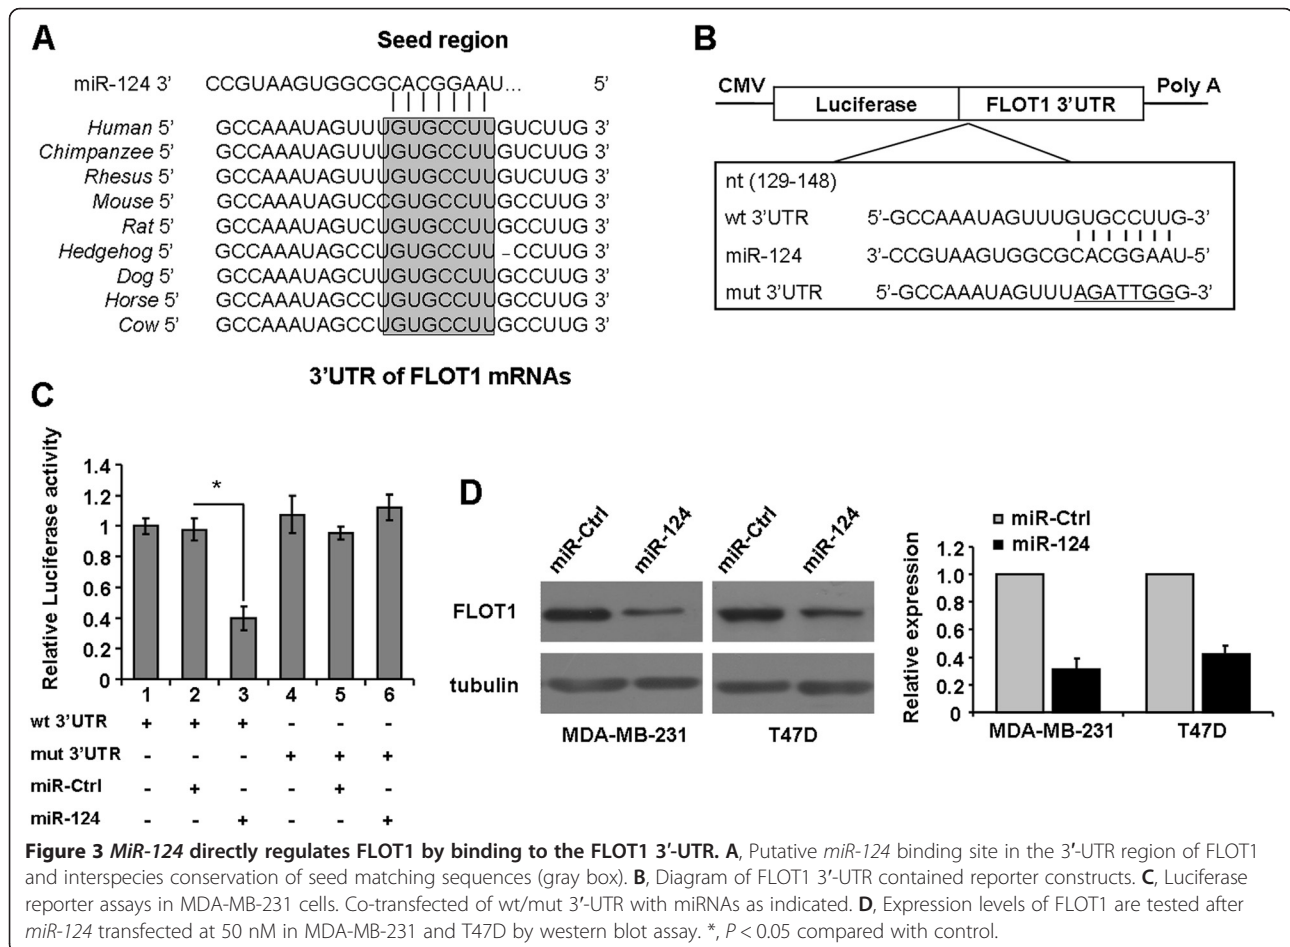 A
Seed region
miR-124 3’ CCGUAAGUGGCGCACGGAAU... 5’
Human 5’ GCCAAAUAGUUUGUGCCUUGUCUUG 3’
Chimpanzee 5’ GCCAAAUAGUUUGUGCCUUGUCUUG 3’
Rhesus 5’ GCCAAAUAGUUUGUGCCUUGUCUUG 3’
Mouse 5’ GCCAAAUAGUCCGUGCCUUGUCUUG 3’
Rat 5’ GCCAAAUAGUCUGUGCCUUGUCUUG 3’
Hedgehog 5’ GCCAAAUAGCCUGUGCCUU -CCUUG 3’
Dog 5’ GCCAAAUAGCUUGUGCCUUGCCUUG 3’
Horse 5’ GCCAAAUAGCCUGUGCCUUGCCUUG 3’
Cow 5’ GCCAAAUAGCCUGUGCCUUGCCUUG 3’
3’UTR of FLOT1 mRNAs
B
CMV Luciferase FLOT1 3’UTR Poly A
nt (129-148)
wt 3’UTR 5’-GCCAAAUAGUUUGUGCCUUG-3’
miR-124 3’-CCGUAAGUGGCGCACGGAAU-5’
mut 3’UTR 5’-GCCAAAUAGUUUAGATTGGG-3’
C
Relative Luciferase activity
1.4
1.2
1
0.8
0.6
0.4
0.2
0
*
1 2 3 4 5 6
wt 3’UTR + + + - - -
mut 3’UTR - - - + + +
miR-Ctrl - + - - + -
miR-124 - - + - - +
D
miR-Ctrl miR-124 miR-Ctrl miR-124
FLOT1
tubulin
MDA-MB-231 T47D
miR-Ctrl
miR-124
Relative expression
1.2
1.0
0.8
0.6
0.4
0.2
0
MDA-MB-231 T47D
Figure 3 MiR-124 directly regulates FLOT1 by binding to the FLOT1 3′-UTR. A, Putative miR-124 binding site in the 3′-UTR region of FLOT1
and interspecies conservation of seed matching sequences (gray box). B, Diagram of FLOT1 3′-UTR contained reporter constructs. C, Luciferase
reporter assays in MDA-MB-231 cells. Co-transfected of wt/mut 3′-UTR with miRNAs as indicated. D, Expression levels of FLOT1 are tested after
miR-124 transfected at 50 nM in MDA-MB-231 and T47D by western blot assay. *, P < 0.05 compared with control.